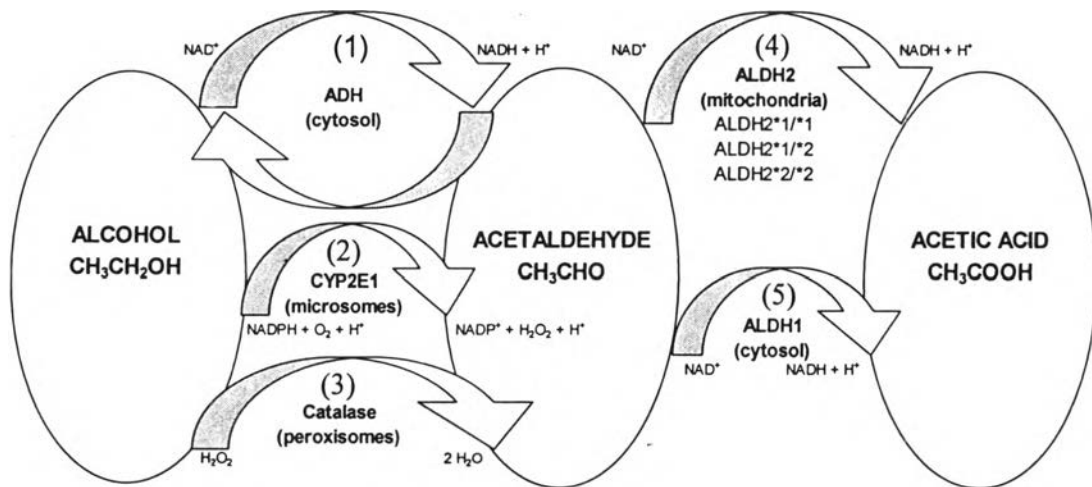 NAD⁺
(1)
NADH + H⁺
ADH
(cytosol)
NAD⁺
(4)
NADH + H⁺
ALDH2
(mitochondria)
ALDH2*1/*1
ALDH2*1/*2
ALDH2*2/*2
ALCOHOL
CH₃CH₂OH
(2)
CYP2E1
(microsomes)
NADPH + O₂ + H⁺
NADP⁺ + H₂O₂ + H⁺
ACETALDEHYDE
CH₃CHO
ACETIC ACID
CH₃COOH
(5)
ALDH1
(cytosol)
NAD⁺
NADH + H⁺
(3)
Catalase
(peroxisomes)
H₂O₂
2 H₂O